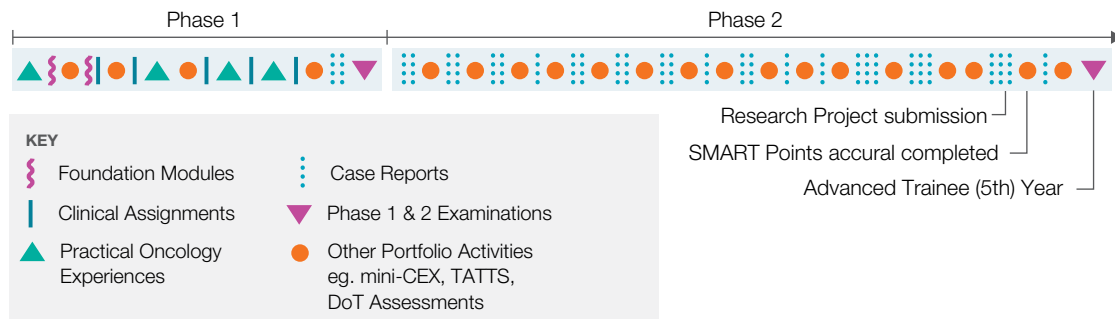 Phase 1
Phase 2
Research Project submission
SMART Points accural completed
Advanced Trainee (5th) Year
KEY
Foundation Modules
Case Reports
Clinical Assignments
Phase 1 & 2 Examinations
Practical Oncology
Experiences
Other Portfolio Activities
eg. mini-CEX, TATTS,
DoT Assessments